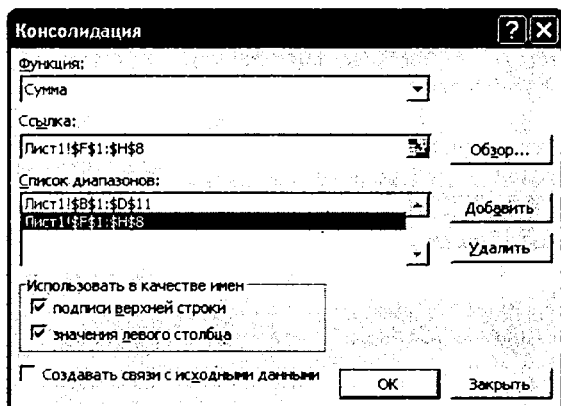 Консолидация
Функция:
Сумма
Ссылка:
Лист1!$F$1:$H$8
Обзор...
Список диапазонов:
Лист1!$B$1:$D$11
Лист1!$F$1:$H$8
Добавить
Удалить
Использовать в качестве имен
подписи верхней строки
значения левого столбца
Создавать связи с исходными данными
ОК
Закрыть